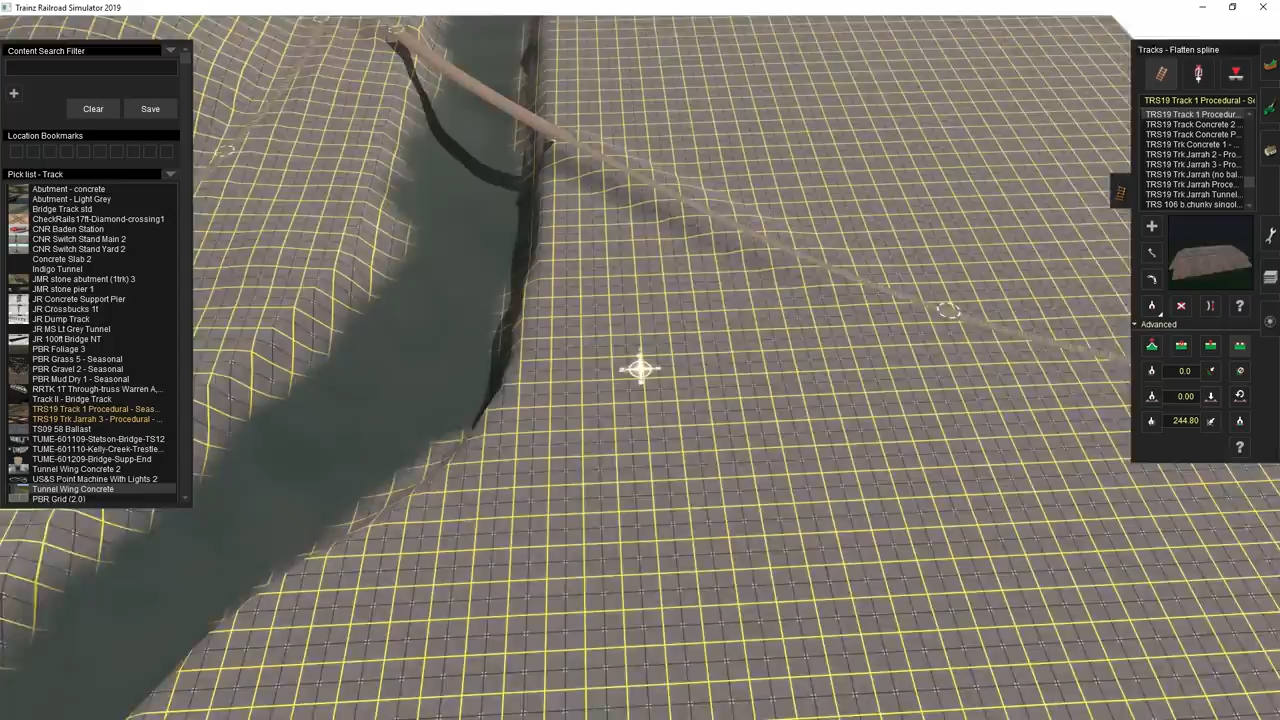 Trainz Railroad Simulator 2019
Content Search Filter
Clear
Save
Location Bookmarks
Pick list - Track
Abutment - concrete
Abutment - Light Grey
Bridge Track std
CheckRails17ft-Diamond-crossing1
CNR Baden Station
CNR Switch Stand Main 2
CNR Switch Stand Yard 2
Concrete Slab 2
Indigo Tunnel
JMR stone abutment (1trk) 3
JMR stone pier 1
JR Concrete Support Pier
JR Crossbucks 1t
JR Dump Track
JR MS Lt Grey Tunnel
JR 100ft Bridge NT
PBR Foliage 3
PBR Grass 5 - Seasonal
PBR Gravel 2 - Seasonal
PBR Mud Dry 1 - Seasonal
RRTK 1T Through-truss Warren A,...
Track II - Bridge Track
TRS19 Track 1 Procedural - Seas...
TRS19 Trk Jarrah 3 - Procedural - ...
TS09 58 Ballast
TUME-601109-Stetson-Bridge-TS12
TUME-601110-Kelly-Creek-Trestle...
TUME-601209-Bridge-Supp-End
Tunnel Wing Concrete 2
US&S Point Machine With Lights 2
Tunnel Wing Concrete
PBR Grid (2.0)
Tracks - Flatten spline
TRS19 Track 1 Procedural - Se
TRS19 Track 1 Procedur...
TRS19 Track Concrete 2 ...
TRS19 Track Concrete P...
TRS19 Trk Concrete 1 - ...
TRS19 Trk Jarrah 2 - Pro...
TRS19 Trk Jarrah 3 - Pro...
TRS19 Trk Jarrah (no bal...
TRS19 Trk Jarrah Proce...
TRS19 Trk Jarrah Tunnel...
TRS 106 b.chunky singol...
?
Advanced
0.0
0.00
244.80
?